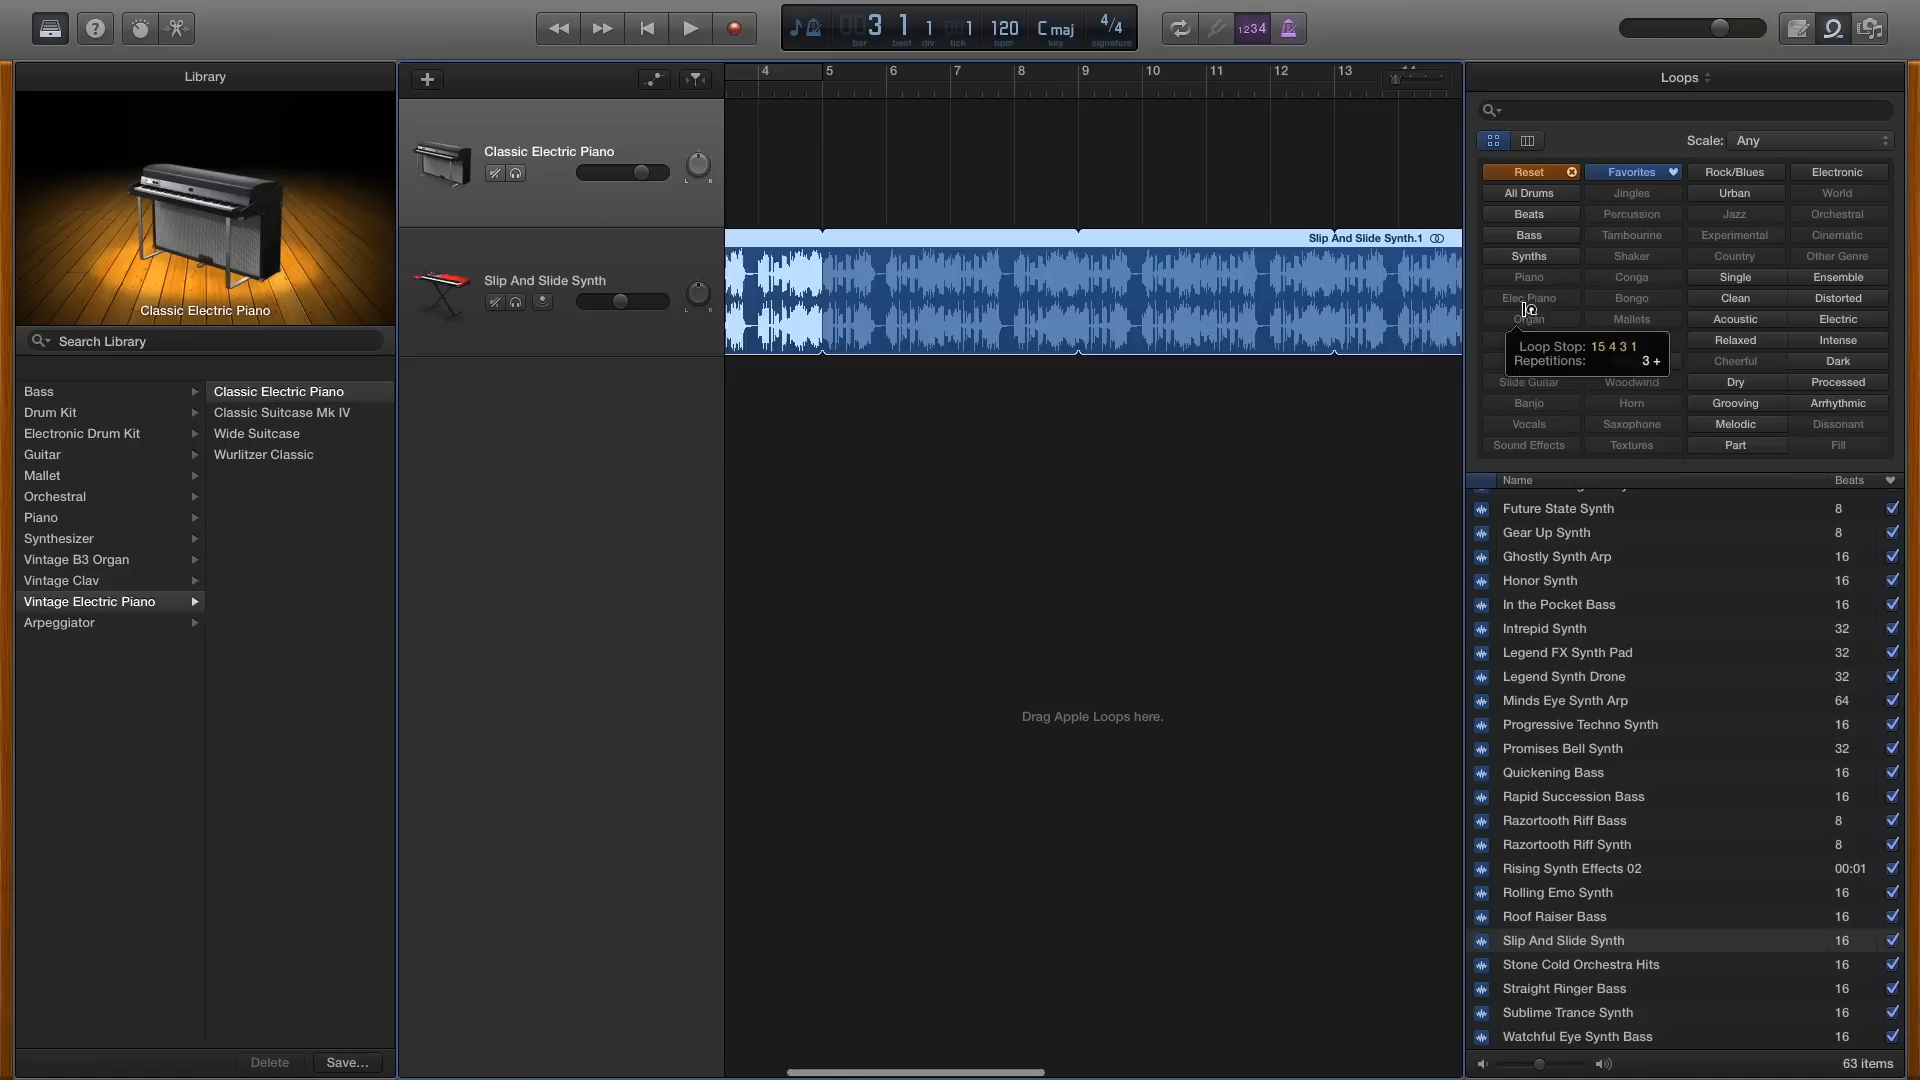 3 1 1 1 120 C maj 4/4
bar beat div tick bpm key signature
1234
Library
Classic Electric Piano
Search Library
Bass
Drum Kit
Electronic Drum Kit
Guitar
Mallet
Orchestral
Piano
Synthesizer
Vintage B3 Organ
Vintage Clav
Vintage Electric Piano
Arpeggiator
Classic Electric Piano
Classic Suitcase Mk IV
Wide Suitcase
Wurlitzer Classic
Delete Save...
4 5 6 7 8 9 10 11 12 13
Classic Electric Piano
L R
Slip And Slide Synth
L R
Slip And Slide Synth.1
Drag Apple Loops here.
Loops
Scale: Any
Reset Favorites Rock/Blues Electronic
All Drums Jingles Urban World
Beats Percussion Jazz Orchestral
Bass Tambourine Experimental Cinematic
Synths Shaker Country Other Genre
Piano Conga Single Ensemble
Elec Piano Bongo Clean Distorted
Organ Mallets Acoustic Electric
Relaxed Intense
Cheerful Dark
Slide Guitar Woodwind Dry Processed
Banjo Horn Grooving Arrhythmic
Vocals Saxophone Melodic Dissonant
Sound Effects Textures Part Fill
Loop Stop: 15 4 3 1
Repetitions: 3 +
Name Beats
Future State Synth 8
Gear Up Synth 8
Ghostly Synth Arp 16
Honor Synth 16
In the Pocket Bass 16
Intrepid Synth 32
Legend FX Synth Pad 32
Legend Synth Drone 32
Minds Eye Synth Arp 64
Progressive Techno Synth 16
Promises Bell Synth 32
Quickening Bass 16
Rapid Succession Bass 16
Razortooth Riff Bass 8
Razortooth Riff Synth 8
Rising Synth Effects 02 00:01
Rolling Emo Synth 16
Roof Raiser Bass 16
Slip And Slide Synth 16
Stone Cold Orchestra Hits 16
Straight Ringer Bass 16
Sublime Trance Synth 16
Watchful Eye Synth Bass 16
63 items